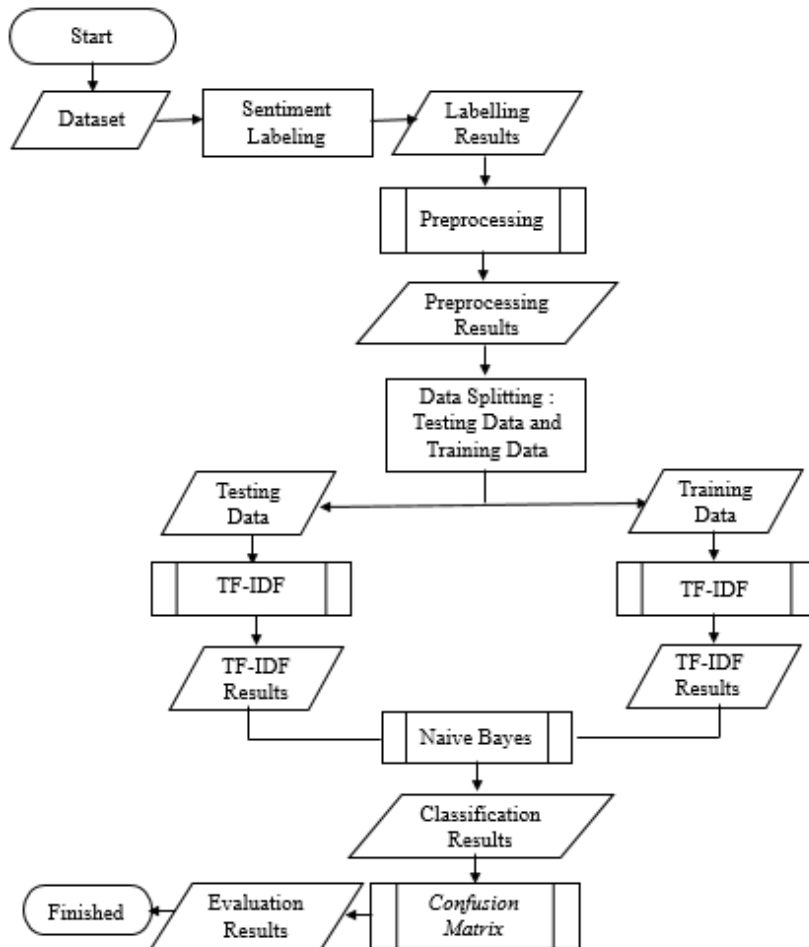 Start
Dataset
Sentiment
Labeling
Labelling
Results
Preprocessing
Preprocessing
Results
Data Splitting :
Testing Data and
Training Data
Testing
Data
Training
Data
TF-IDF
TF-IDF
TF-IDF
Results
TF-IDF
Results
Naive Bayes
Classification
Results
Confusion
Matrix
Evaluation
Results
Finished